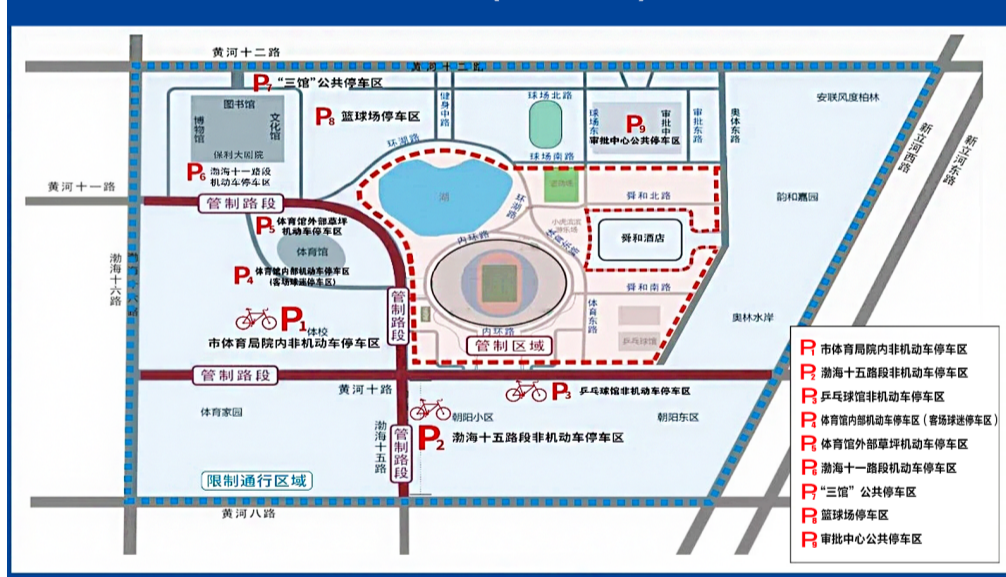 黄河十二路
黄河十二路
P7 “三馆”公共停车区
图书馆
博物馆
文化馆
保利大剧院
P8 篮球场停车区
健身中路
球场北路
球场东路
审批中心
P9
审批中心公共停车区
审批东路
奥体东路
安联风度柏林
新立河西路
新立河东路
环湖路
球场南路
P6 渤海十一路段
机动车停车区
黄河十一路
管制路段
湖
环湖路
舜和北路
韵和嘉园
P5 体育馆外部草坪
机动车停车区
体育馆
内环路
舜和酒店
渤海十六路
P4 体育馆内部机动车停车区
(客场球迷停车区)
管制路段
舜和南路
体育东路
P1 体校
市体育局院内非机动车停车区
内环路
管制区域
乒乓球馆
奥林水岸
管制路段
黄河十路
P3 乒乓球馆非机动车停车区
体育家园
朝阳小区
朝阳东区
渤海十五路
管制路段
P2 渤海十五路段非机动车停车区
限制通行区域
黄河八路
P1 市体育局院内非机动车停车区
P2 渤海十五路段非机动车停车区
P3 乒乓球馆非机动车停车区
P4 体育馆内部机动车停车区(客场球迷停车区)
P5 体育馆外部草坪机动车停车区
P6 渤海十一路段机动车停车区
P7 “三馆”公共停车区
P8 篮球场停车区
P9 审批中心公共停车区